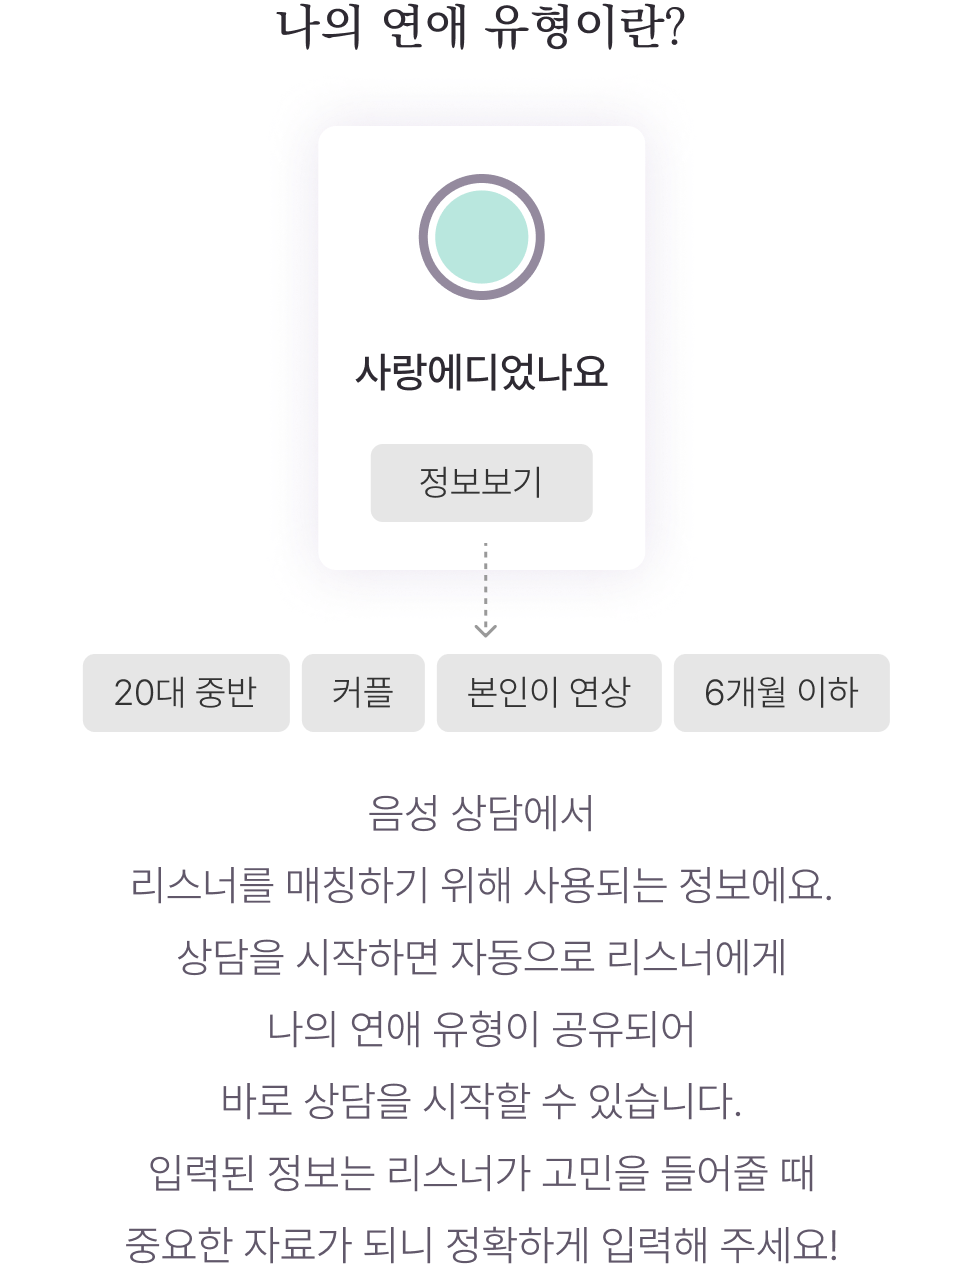 나의 연애 유형이란?
사랑에디었나요
정보보기
20대 중반 커플 본인이 연상 6개월 이하
음성 상담에서
리스너를 매칭하기 위해 사용되는 정보에요.
상담을 시작하면 자동으로 리스너에게
나의 연애 유형이 공유되어
바로 상담을 시작할 수 있습니다.
입력된 정보는 리스너가 고민을 들어줄 때
중요한 자료가 되니 정확하게 입력해 주세요!